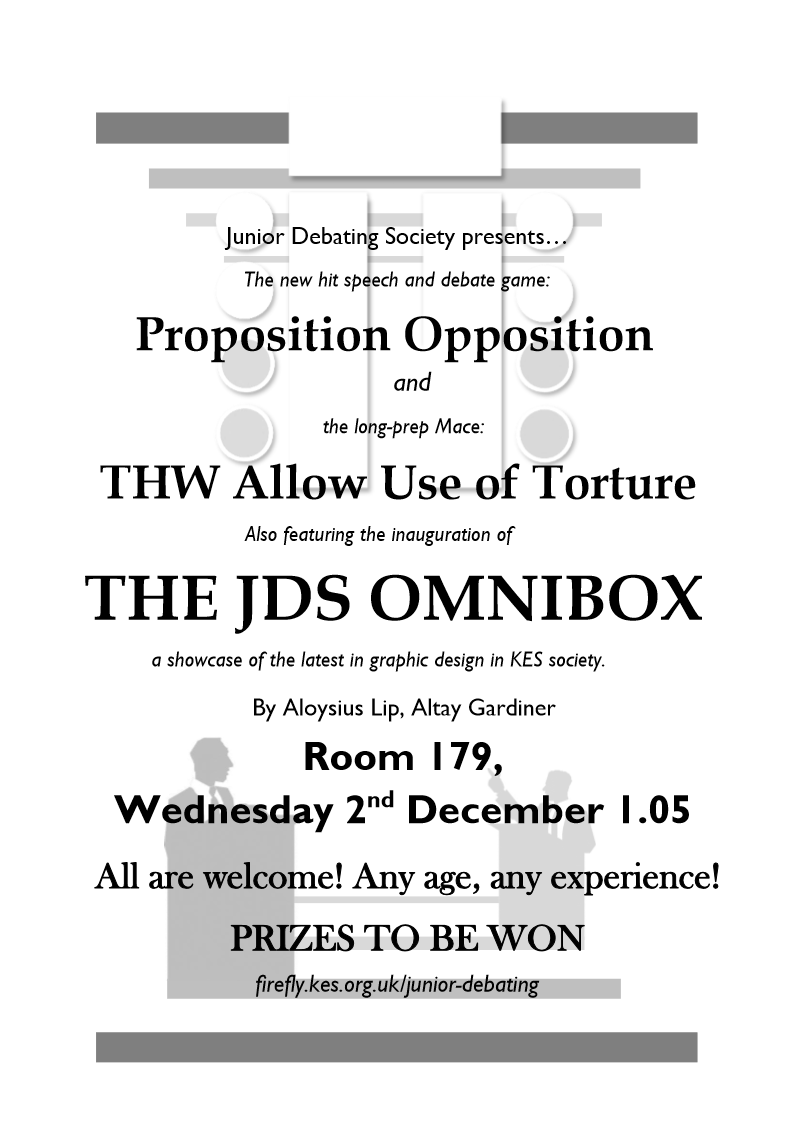 Junior Debating Society presents…
The new hit speech and debate game:
Proposition Opposition
and
the long-prep Mace:
THW Allow Use of Torture
Also featuring the inauguration of
THE JDS OMNIBOX
a showcase of the latest in graphic design in KES society.
By Aloysius Lip, Altay Gardiner
Room 179,
Wednesday 2nd December 1.05
All are welcome! Any age, any experience!
PRIZES TO BE WON
firefly.kes.org.uk/junior-debating